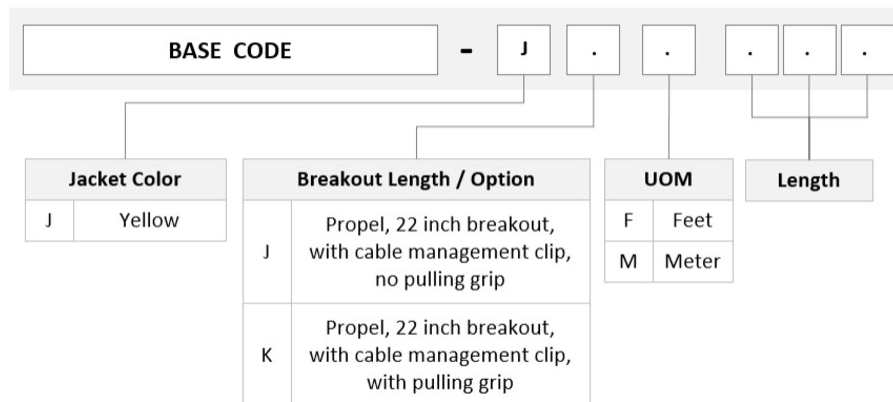 BASE CODE - J . . . . .
Jacket Color
J Yellow
Breakout Length / Option
J Propel, 22 inch breakout,
with cable management clip,
no pulling grip
K Propel, 22 inch breakout,
with cable management clip,
with pulling grip
UOM
F Feet
M Meter
Length